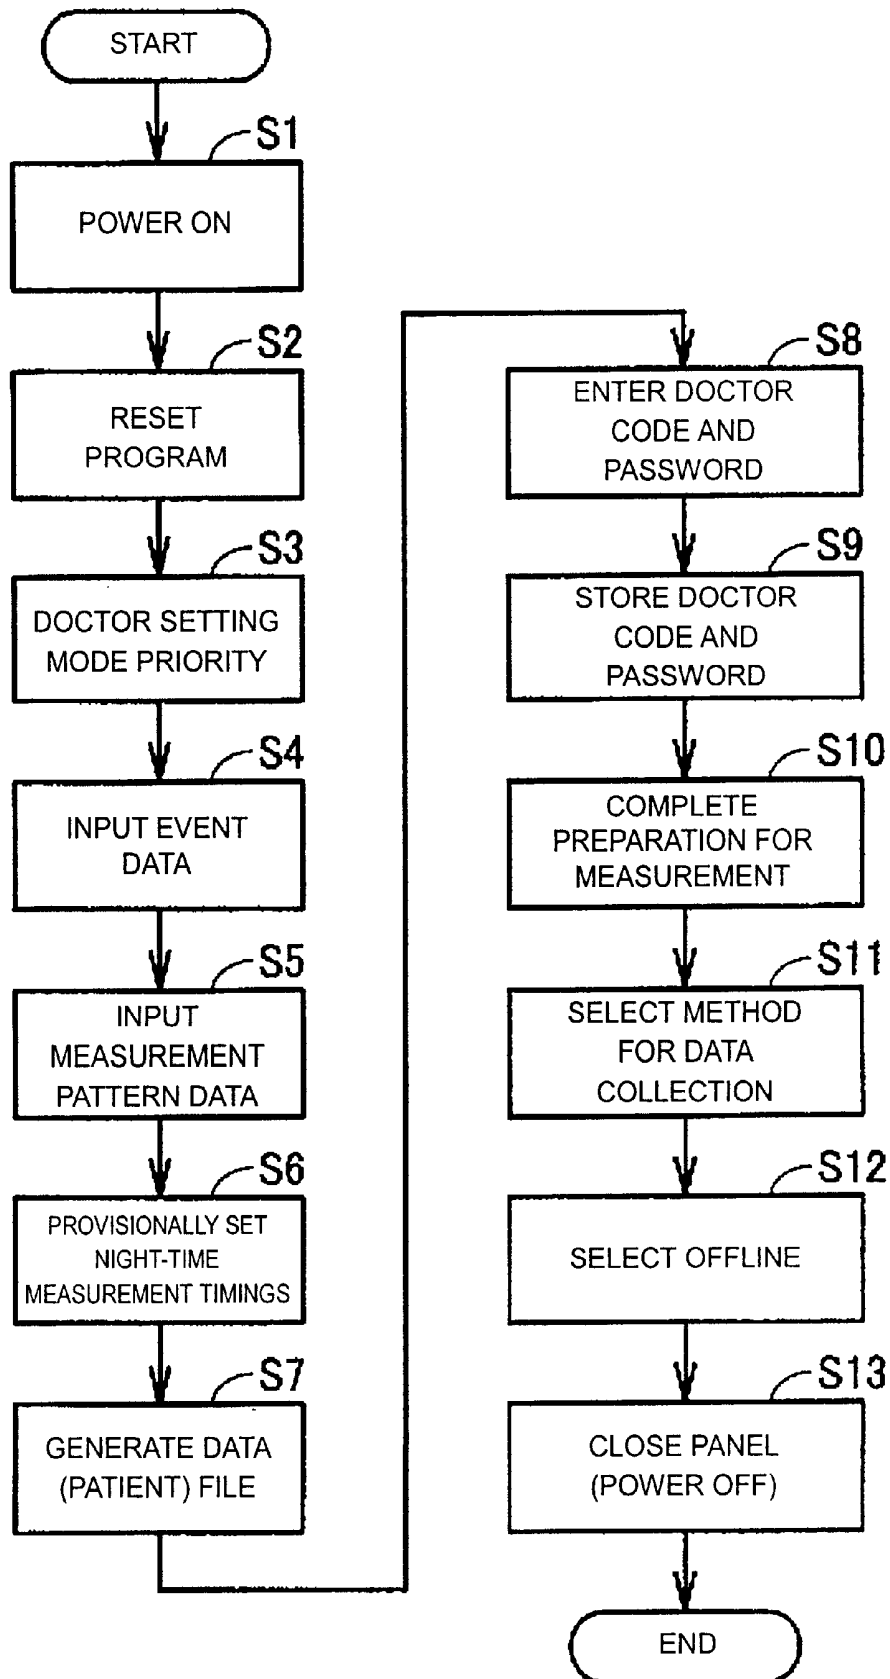 START
S1
POWER ON
S2
RESET
PROGRAM
S3
DOCTOR SETTING
MODE PRIORITY
S4
INPUT EVENT
DATA
S5
INPUT
MEASUREMENT
PATTERN DATA
S6
PROVISIONALLY SET
NIGHT-TIME
MEASUREMENT TIMINGS
S7
GENERATE DATA
(PATIENT) FILE
S8
ENTER DOCTOR
CODE AND
PASSWORD
S9
STORE DOCTOR
CODE AND
PASSWORD
S10
COMPLETE
PREPARATION FOR
MEASUREMENT
S11
SELECT METHOD
FOR DATA
COLLECTION
S12
SELECT OFFLINE
S13
CLOSE PANEL
(POWER OFF)
END